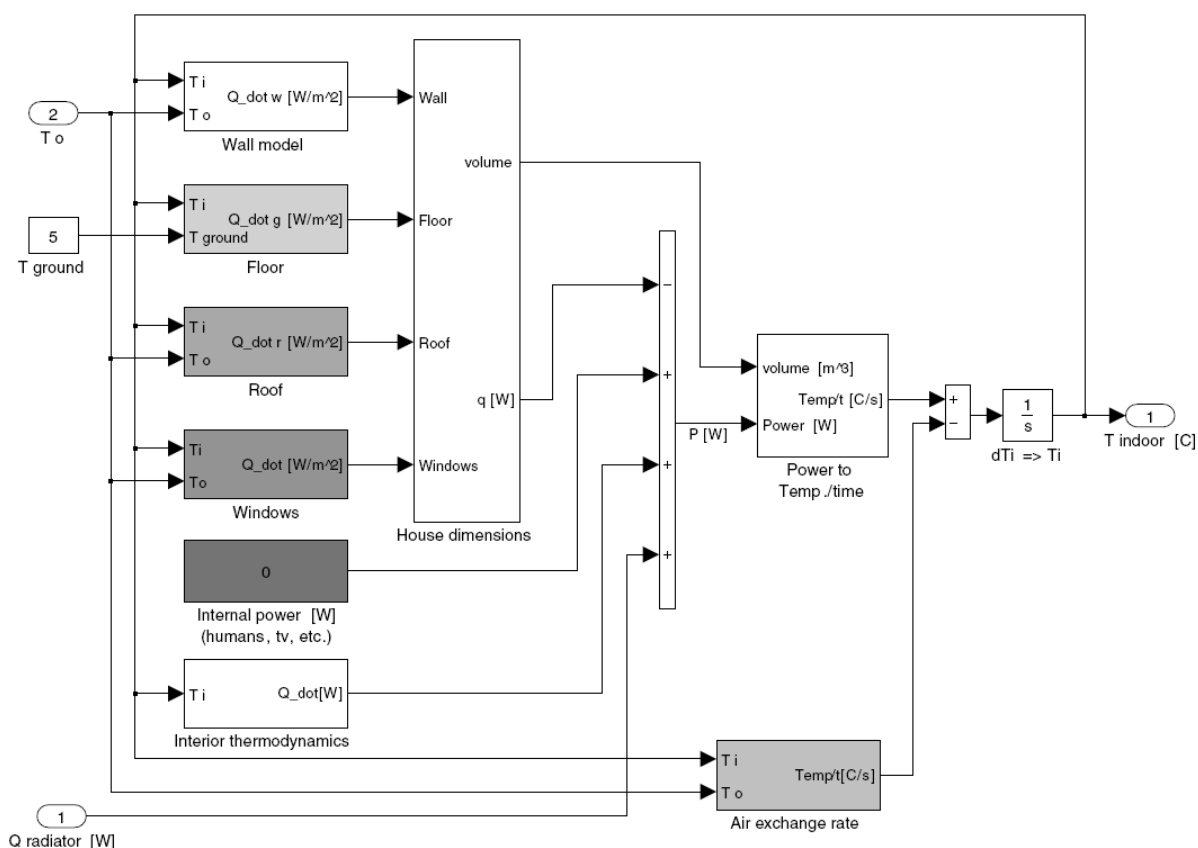 T i
Q_dot w [W/m^2]
T o
Wall model
2
T o
T i
Q_dot g [W/m^2]
T ground
Floor
5
T ground
T i
Q_dot r [W/m^2]
T o
Roof
Ti
Q_dot [W/m^2]
To
Windows
0
Internal power [W]
(humans, tv, etc.)
T i
Q_dot[W]
Interior thermodynamics
1
Q radiator [W]
Wall
volume
Floor
Roof
q [W]
Windows
House dimensions
−
+
+
+
P [W]
volume [m^3]
Temp/t [C/s]
Power [W]
Power to
Temp./time
+
−
1
s
dTi => Ti
1
T indoor [C]
T i
Temp/t[C/s]
T o
Air exchange rate